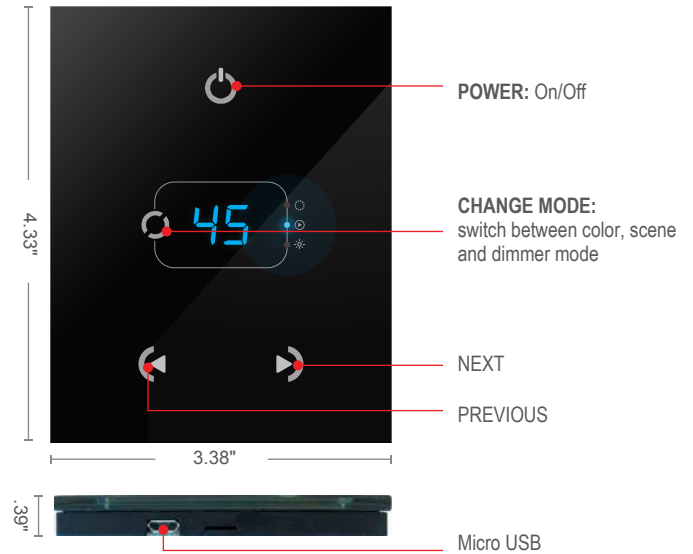 POWER: On/Off
45
CHANGE MODE:
switch between color, scene
and dimmer mode
4.33"
NEXT
PREVIOUS
3.38"
.39"
Micro USB